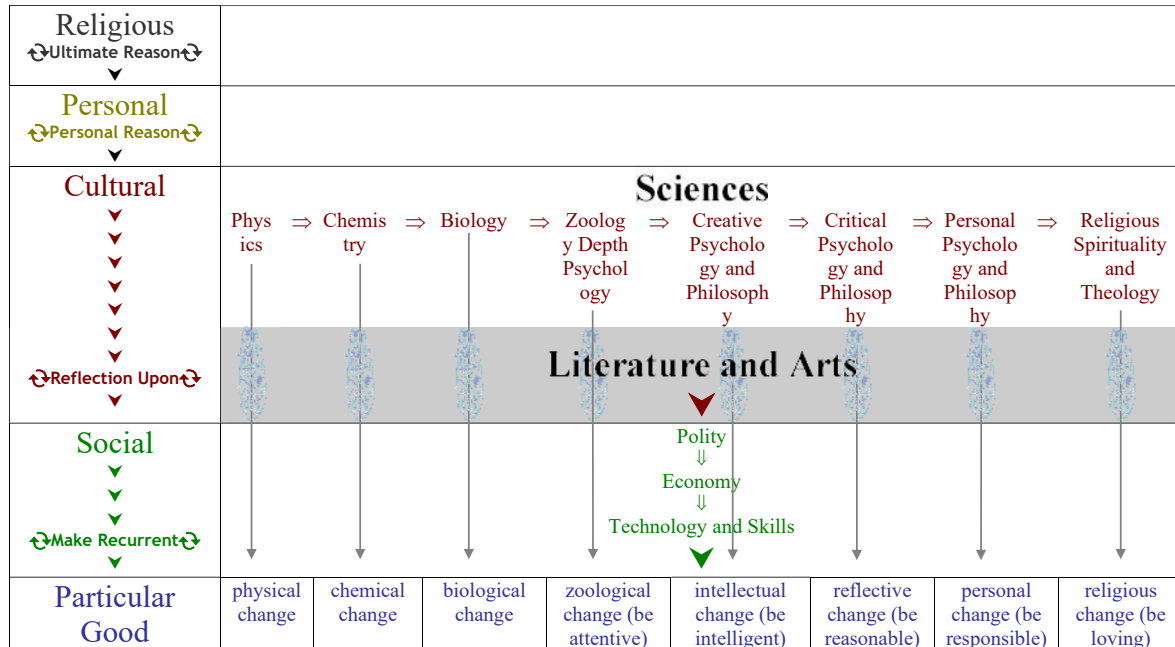 Religious
Ultimate Reason
Personal
Personal Reason
Cultural
Sciences
Phys
ics
⇒
Chemis
try
⇒
Biology
⇒
Zoolog
y Depth
Psychol
ogy
⇒
Creative
Psycholo
gy and
Philosoph
y
⇒
Critical
Psycholo
gy and
Philosop
hy
⇒
Personal
Psycholo
gy and
Philosop
hy
⇒
Religious
Spirituality
and
Theology
Literature and Arts
Reflection Upon
Social
Polity
⇓
Economy
⇓
Technology and Skills
Make Recurrent
Particular
Good
physical
change
chemical
change
biological
change
zoological
change (be
attentive)
intellectual
change (be
intelligent)
reflective
change (be
reasonable)
personal
change (be
responsible)
religious
change (be
loving)